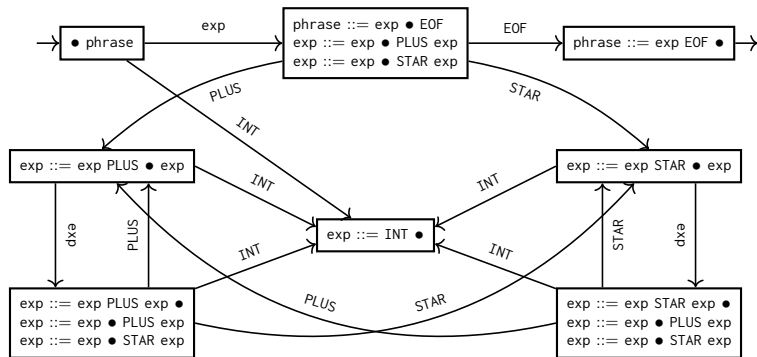 exp
EOF
● phrase
phrase ::= exp ● EOF
exp ::= exp ● PLUS exp
exp ::= exp ● STAR exp
phrase ::= exp EOF ●
PLUS
STAR
INT
exp ::= exp PLUS ● exp
exp ::= exp STAR ● exp
INT
INT
exp
PLUS
exp ::= INT ●
STAR
exp
INT
INT
exp ::= exp PLUS exp ●
exp ::= exp ● PLUS exp
exp ::= exp ● STAR exp
PLUS
STAR
exp ::= exp STAR exp ●
exp ::= exp ● PLUS exp
exp ::= exp ● STAR exp